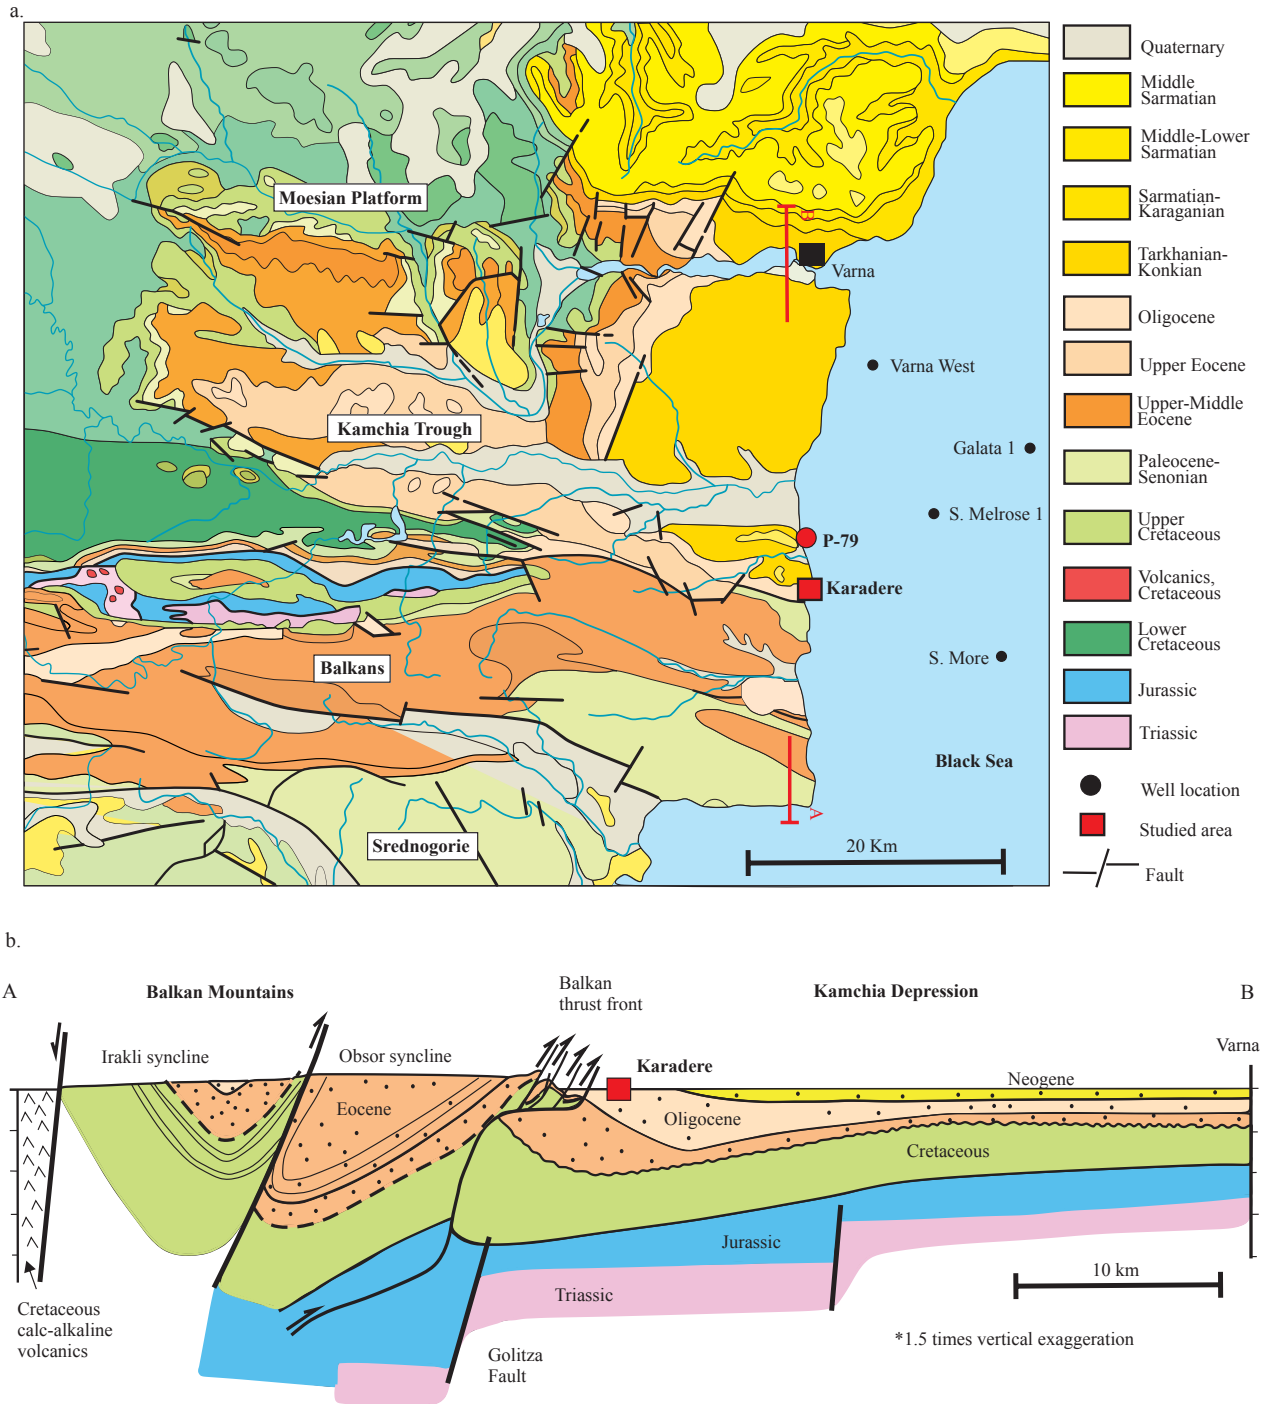 a.
Moesian Platform
Kamchia Trough
Balkans
Srednogorie
B
Varna
Varna West
Galata 1
S. Melrose 1
P-79
Karadere
S. More
Black Sea
A
20 Km
Quaternary
Middle
Sarmatian
Middle-Lower
Sarmatian
Sarmatian-
Karaganian
Tarkhanian-
Konkian
Oligocene
Upper Eocene
Upper-Middle
Eocene
Paleocene-
Senonian
Upper
Cretaceous
Volcanics,
Cretaceous
Lower
Cretaceous
Jurassic
Triassic
Well location
Studied area
Fault
b.
A
Balkan Mountains
Balkan
thrust front
Kamchia Depression
B
Irakli syncline
Obsor syncline
Karadere
Varna
Neogene
Eocene
Oligocene
Cretaceous
Jurassic
Triassic
10 km
Cretaceous
calc-alkaline
volcanics
Golitza
Fault
*1.5 times vertical exaggeration